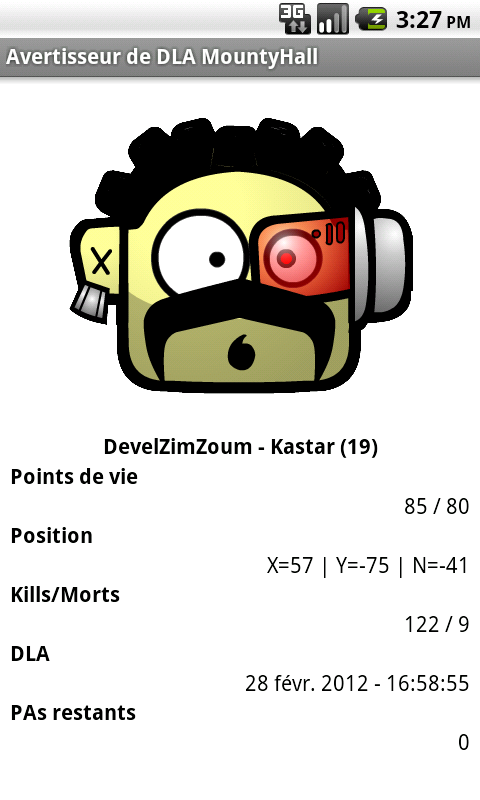 3G 3:27 PM
Avertisseur de DLA MountyHall
DevelZimZoum - Kastar (19)
Points de vie
85 / 80
Position
X=57 | Y=-75 | N=-41
Kills/Morts
122 / 9
DLA
28 févr. 2012 - 16:58:55
PAs restants
0